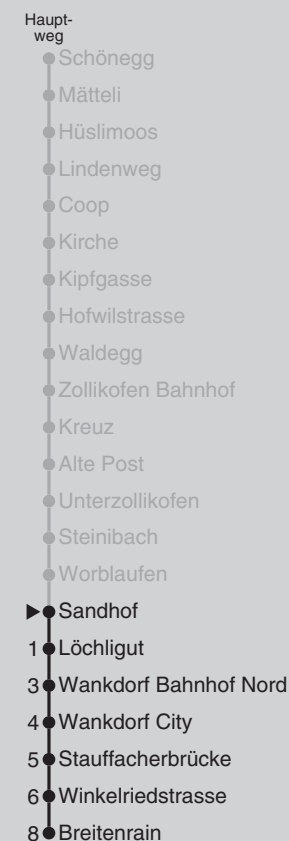 Haupt-
weg
Schönegg
Mätteli
Hüslimoos
Lindenweg
Coop
Kirche
Kipfgasse
Hofwilstrasse
Waldegg
Zollikofen Bahnhof
Kreuz
Alte Post
Unterzollikofen
Steinibach
Worblaufen
Sandhof
1 Löchligut
3 Wankdorf Bahnhof Nord
4 Wankdorf City
5 Stauffacherbrücke
6 Winkelriedstrasse
8 Breitenrain